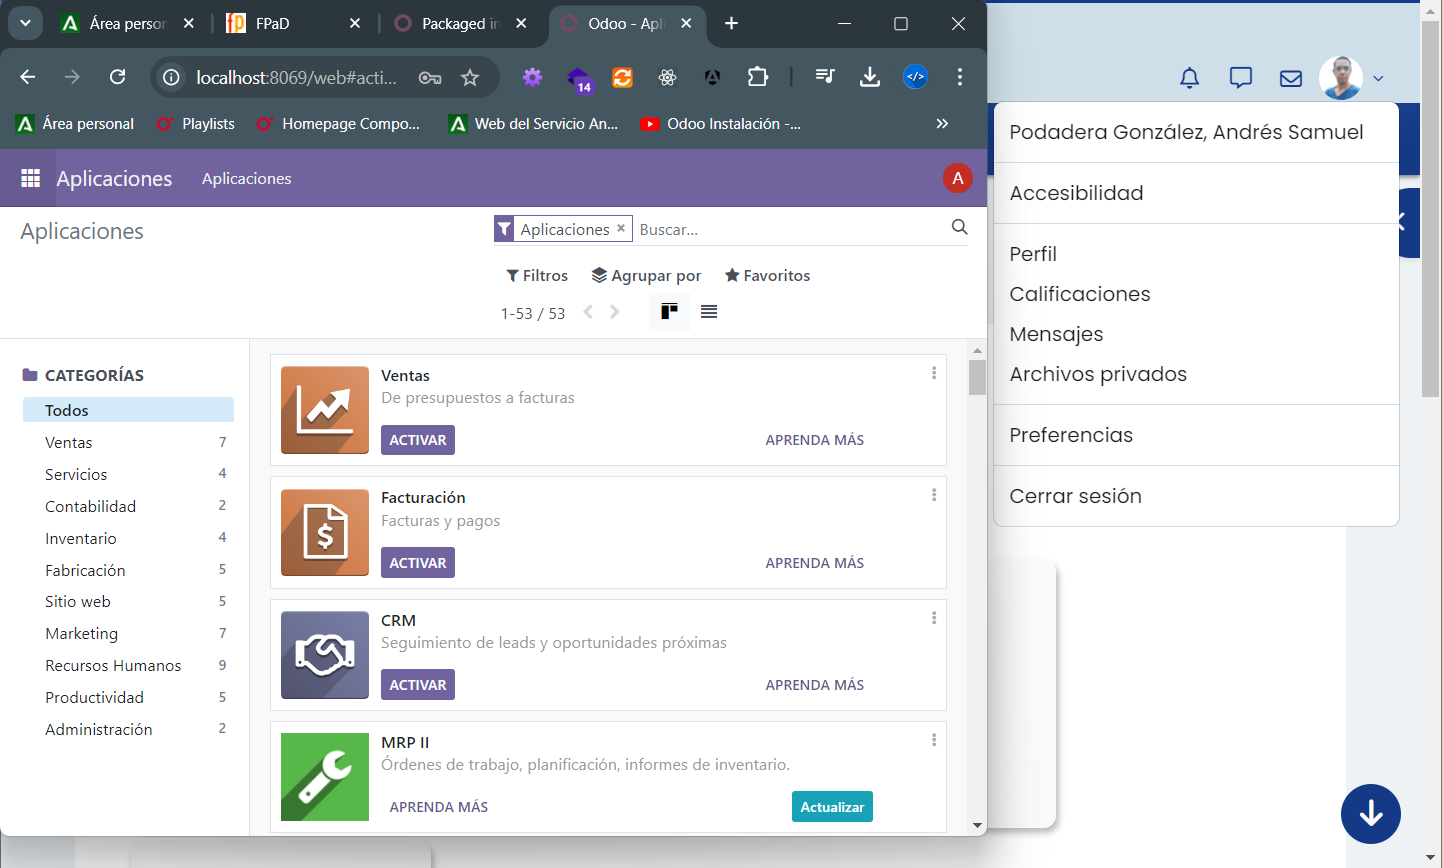 Área person
FPaD
Packaged in
Odoo - Apli
localhost:8069/web#acti...
14
Área personal
Playlists
Homepage Compo...
Web del Servicio An...
Odoo Instalación -...
Aplicaciones
Aplicaciones
A
Aplicaciones
Aplicaciones ×
Buscar...
Filtros
Agrupar por
Favoritos
1-53 / 53
CATEGORÍAS
Todos
Ventas 7
Servicios 4
Contabilidad 2
Inventario 4
Fabricación 5
Sitio web 5
Marketing 7
Recursos Humanos 9
Productividad 5
Administración 2
Ventas
De presupuestos a facturas
ACTIVAR
APRENDA MÁS
Facturación
Facturas y pagos
ACTIVAR
APRENDA MÁS
CRM
Seguimiento de leads y oportunidades próximas
ACTIVAR
APRENDA MÁS
MRP II
Órdenes de trabajo, planificación, informes de inventario.
APRENDA MÁS
Actualizar
Podadera González, Andrés Samuel
Accesibilidad
Perfil
Calificaciones
Mensajes
Archivos privados
Preferencias
Cerrar sesión